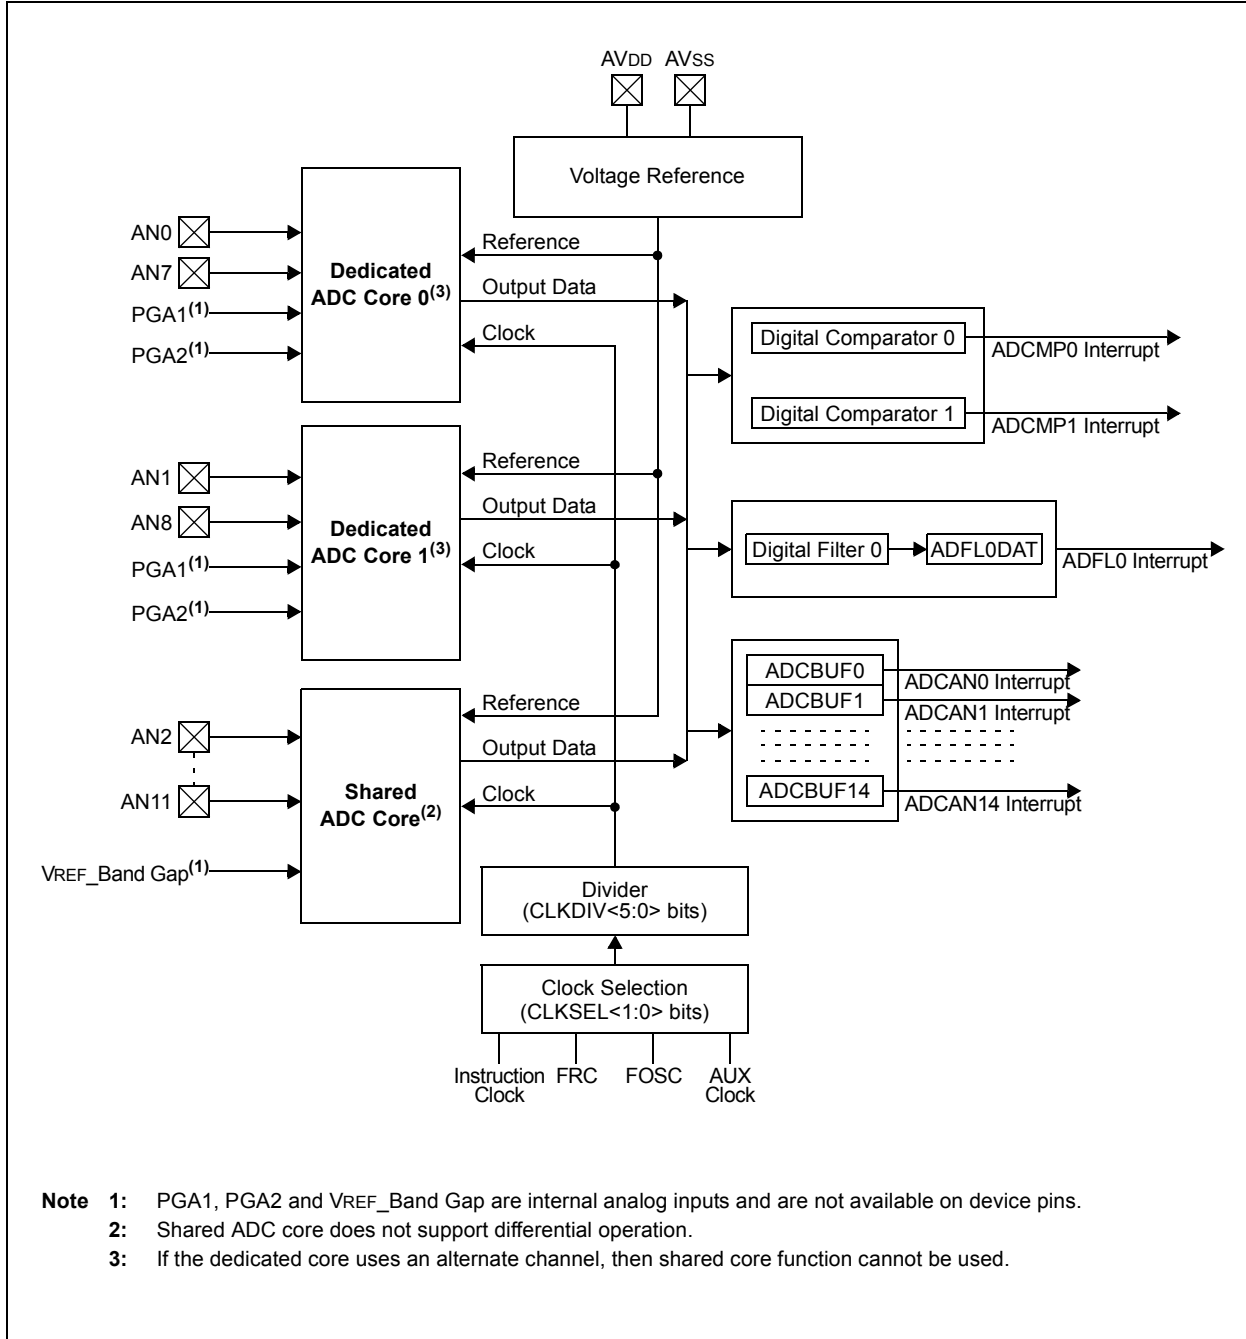 AVDD AVSS
Voltage Reference
AN0
AN7
PGA1(1)
PGA2(1)
Dedicated
ADC Core 0(3)
Reference
Output Data
Clock
Digital Comparator 0
ADCMP0 Interrupt
Digital Comparator 1
ADCMP1 Interrupt
AN1
AN8
PGA1(1)
PGA2(1)
Dedicated
ADC Core 1(3)
Reference
Output Data
Clock
Digital Filter 0
ADFL0DAT
ADFL0 Interrupt
AN2
AN11
VREF_Band Gap(1)
Shared
ADC Core(2)
Reference
Output Data
Clock
ADCBUF0
ADCAN0 Interrupt
ADCBUF1
ADCAN1 Interrupt
ADCBUF14
ADCAN14 Interrupt
Divider
(CLKDIV<5:0> bits)
Clock Selection
(CLKSEL<1:0> bits)
Instruction
Clock
FRC
FOSC
AUX
Clock
Note 1: PGA1, PGA2 and VREF_Band Gap are internal analog inputs and are not available on device pins.
2: Shared ADC core does not support differential operation.
3: If the dedicated core uses an alternate channel, then shared core function cannot be used.